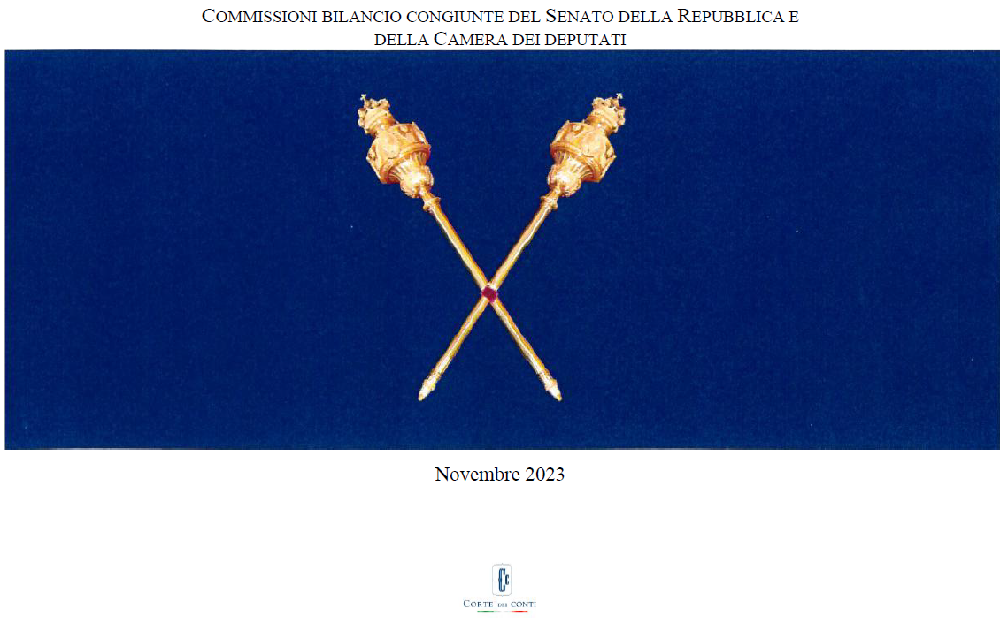 COMMISSIONI BILANCIO CONGIUNTE DEL SENATO DELLA REPUBBLICA E
DELLA CAMERA DEI DEPUTATI
Novembre 2023
CORTE DEI CONTI